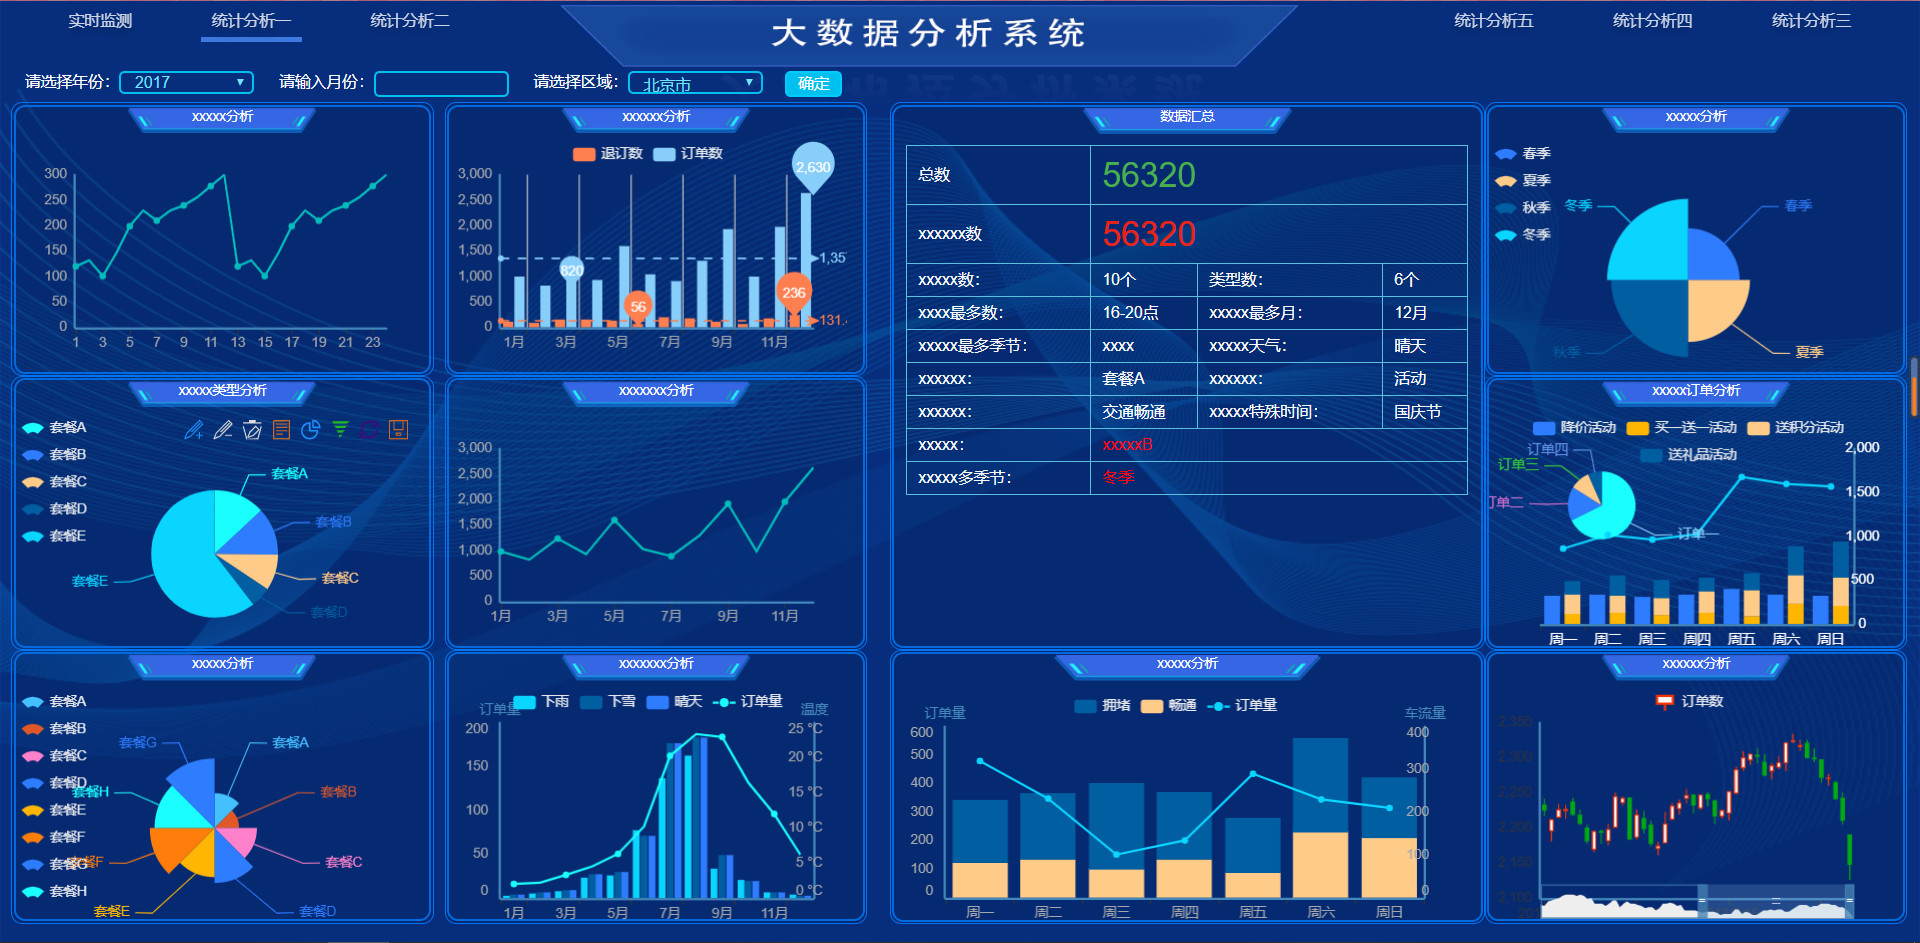 实时监测 统计分析一 统计分析二 大数据分析系统 统计分析五 统计分析四 统计分析三
请选择年份： 2017 请输入月份： 请选择区域： 北京市 确定
xxxxx分析
300
250
200
150
100
50
0
1 3 5 7 9 11 13 15 17 19 21 23
xxxxxx分析
退订数 订单数
3,000
2,500
2,000
1,500
1,000
500
0
2,630
820
56
236
1,35
131.
1月 3月 5月 7月 9月 11月
数据汇总
总数 56320
xxxxxx数 56320
xxxxx数： 10个 类型数： 6个
xxxx最多数： 16-20点 xxxxx最多月： 12月
xxxxx最多季节： xxxx xxxxx天气： 晴天
xxxxxx： 套餐A xxxxxx： 活动
xxxxxx： 交通畅通 xxxxx特殊时间： 国庆节
xxxxx： xxxxxB
xxxxx多季节： 冬季
xxxxx分析
春季
夏季
秋季
冬季
冬季 春季
秋季 夏季
xxxxx类型分析
套餐A
套餐B
套餐C
套餐D
套餐E
套餐A
套餐B
套餐C
套餐D
套餐E
xxxxxxx分析
3,000
2,500
2,000
1,500
1,000
500
0
1月 3月 5月 7月 9月 11月
xxxxx订单分析
降价活动 买一送一活动 送积分活动
送礼品活动
订单四
订单三
订单二
订单一
2,000
1,500
1,000
500
0
周一 周二 周三 周四 周五 周六 周日
xxxxx分析
套餐A
套餐B
套餐C
套餐D
套餐E
套餐F
套餐G
套餐H
套餐G 套餐A
套餐H 套餐B
套餐C
套餐E 套餐D
xxxxxxx分析
下雨 下雪 晴天 订单量
订单量 温度
200
150
100
50
0
25 °C
20 °C
15 °C
10 °C
5 °C
0 °C
1月 3月 5月 7月 9月 11月
xxxxx分析
拥堵 畅通 订单量
订单量 车流量
600
500
400
300
200
100
0
400
300
200
100
0
周一 周二 周三 周四 周五 周六 周日
xxxxxx分析
订单数
2,350
2,300
2,250
2,200
2,150
2,100